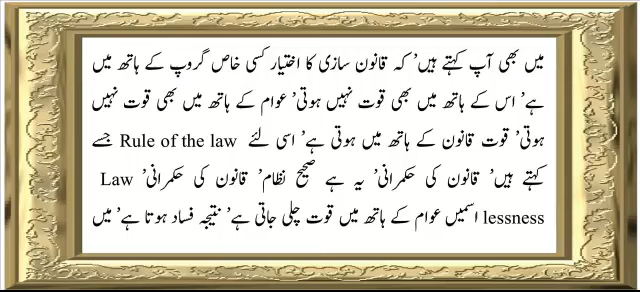 میں بھی آپ کہتے ہیں’ کہ قانون سازی کا اختیار کسی خاص گروپ کے ہاتھ میں
ہے’ اس کے ہاتھ میں بھی قوت نہیں ہوتی’ عوام کے ہاتھ میں بھی قوت نہیں
ہوتی’ قوت قانون کے ہاتھ میں ہوتی ہے’ اسی لئے Rule of the law جسے
کہتے ہیں’ قانون کی حکمرانی’ یہ ہے صحیح نظام’ قانون کی حکمرانی’ Law
lessness اسمیں عوام کے ہاتھ میں قوت چلی جاتی ہے’ نتیجہ فساد ہوتا ہے’ میں